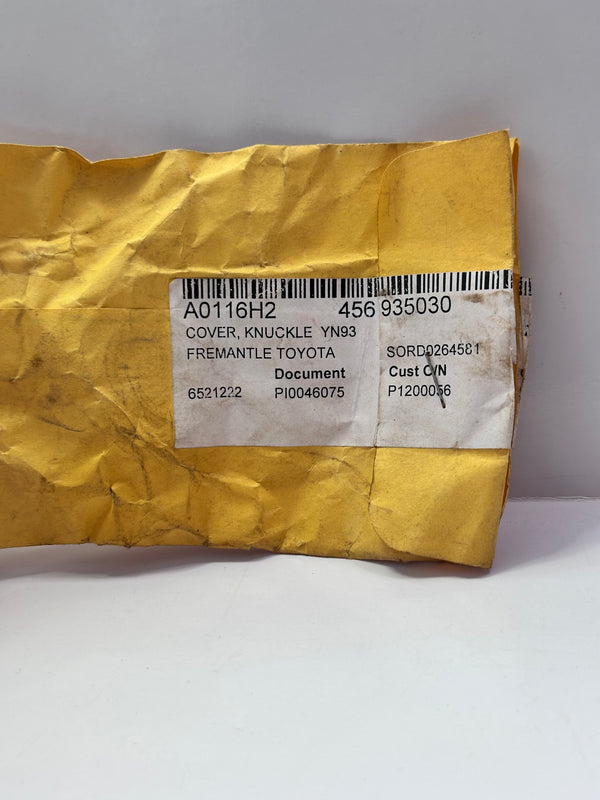 A0116H2 456 935030
COVER, KNUCKLE YN93
FREMANTLE TOYOTA SORD0264581
Document Cust O/N
6521222 PI0046075 P1200056